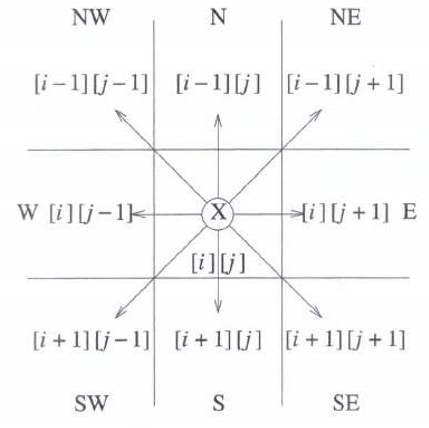 NW N NE
[i−1][j−1] [i−1][j] [i−1][j+1]
W [i][j−1] X [i][j+1] E
[i][j]
[i+1][j−1] [i+1][j] [i+1][j+1]
SW S SE